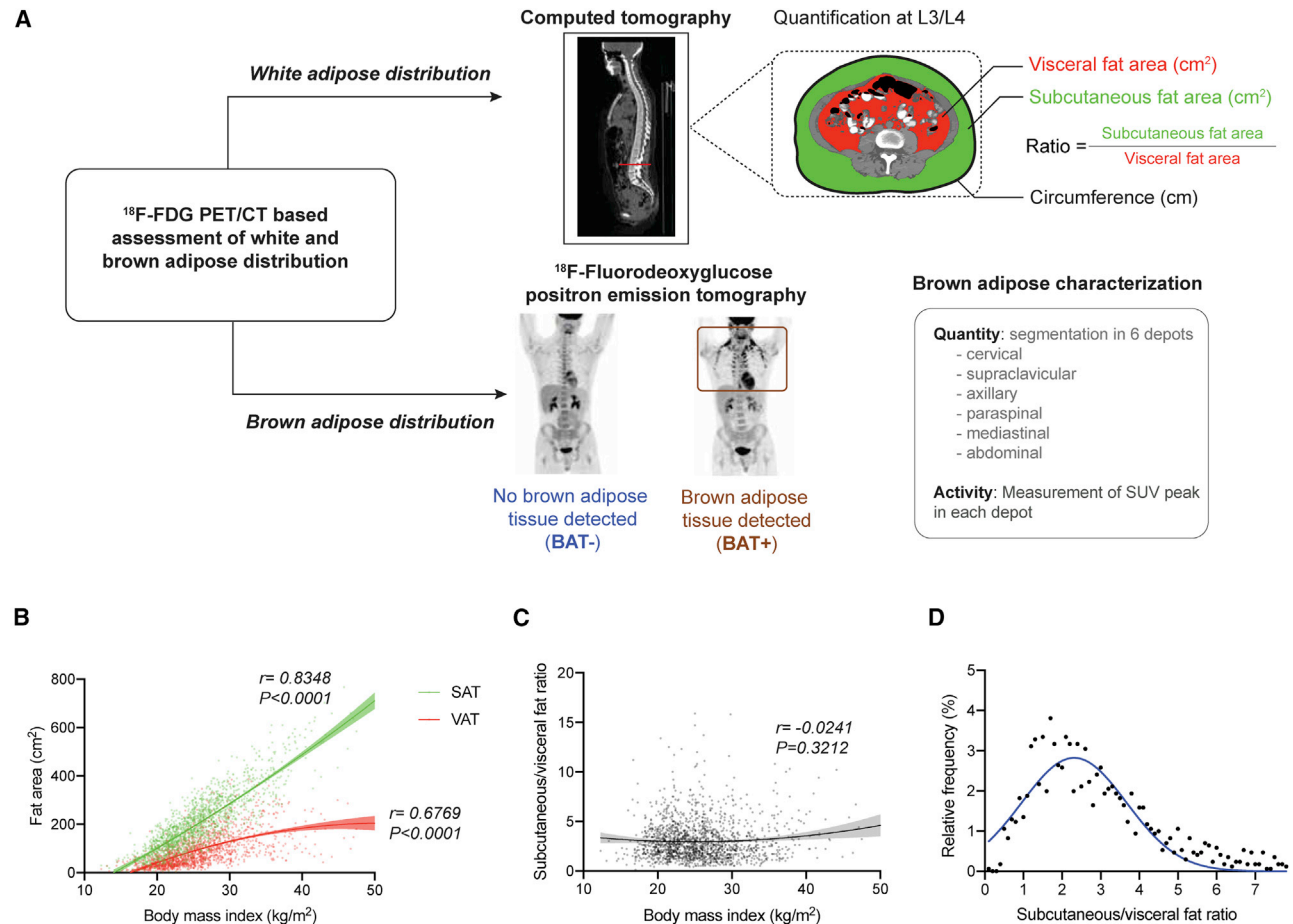 A
Computed tomography
Quantification at L3/L4
White adipose distribution
Visceral fat area (cm²)
Subcutaneous fat area (cm²)
Ratio = Subcutaneous fat area
Visceral fat area
Circumference (cm)
¹⁸F-FDG PET/CT based
assessment of white and
brown adipose distribution
¹⁸F-Fluorodeoxyglucose
positron emission tomography
Brown adipose distribution
No brown adipose
tissue detected
(BAT-)
Brown adipose
tissue detected
(BAT+)
Brown adipose characterization
Quantity: segmentation in 6 depots
- cervical
- supraclavicular
- axillary
- paraspinal
- mediastinal
- abdominal
Activity: Measurement of SUV peak
in each depot
B
Fat area (cm²)
800
600
400
200
0
10 20 30 40 50
Body mass index (kg/m²)
r= 0.8348
P<0.0001
SAT
VAT
r= 0.6769
P<0.0001
C
Subcutaneous/visceral fat ratio
20
15
10
5
0
10 20 30 40 50
Body mass index (kg/m²)
r= -0.0241
P=0.3212
D
Relative frequency (%)
5
4
3
2
1
0
0 1 2 3 4 5 6 7
Subcutaneous/visceral fat ratio